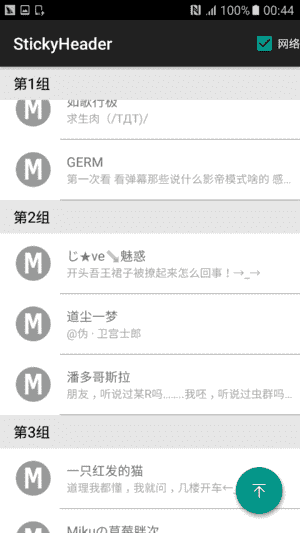 100% 00:44
StickyHeader
网络
第1组
如歌行板
求生肉（/TДT)/
GERM
第一次看 看弹幕那些说什么影帝模式啥的 感...
第2组
じ★ve魅惑
开头吾王裙子被撩起来怎么回事！→_→
道尘一梦
@伪 · 卫宫士郎
潘多哥斯拉
朋友，听说过某R吗........我呸，听说过虫群吗...
第3组
一只红发的猫
道理我都懂，我就问，几楼开车←_
Mikuの草莓胖次